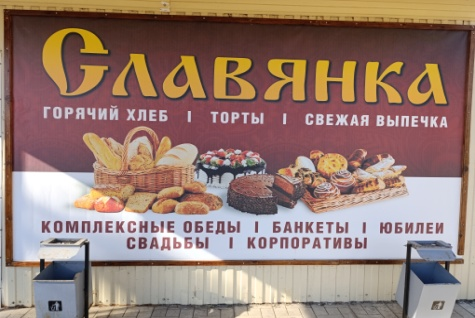 Славянка
ГОРЯЧИЙ ХЛЕБ | ТОРТЫ | СВЕЖАЯ ВЫПЕЧКА
КОМПЛЕКСНЫЕ ОБЕДЫ | БАНКЕТЫ | ЮБИЛЕИ
СВАДЬБЫ | КОРПОРАТИВЫ